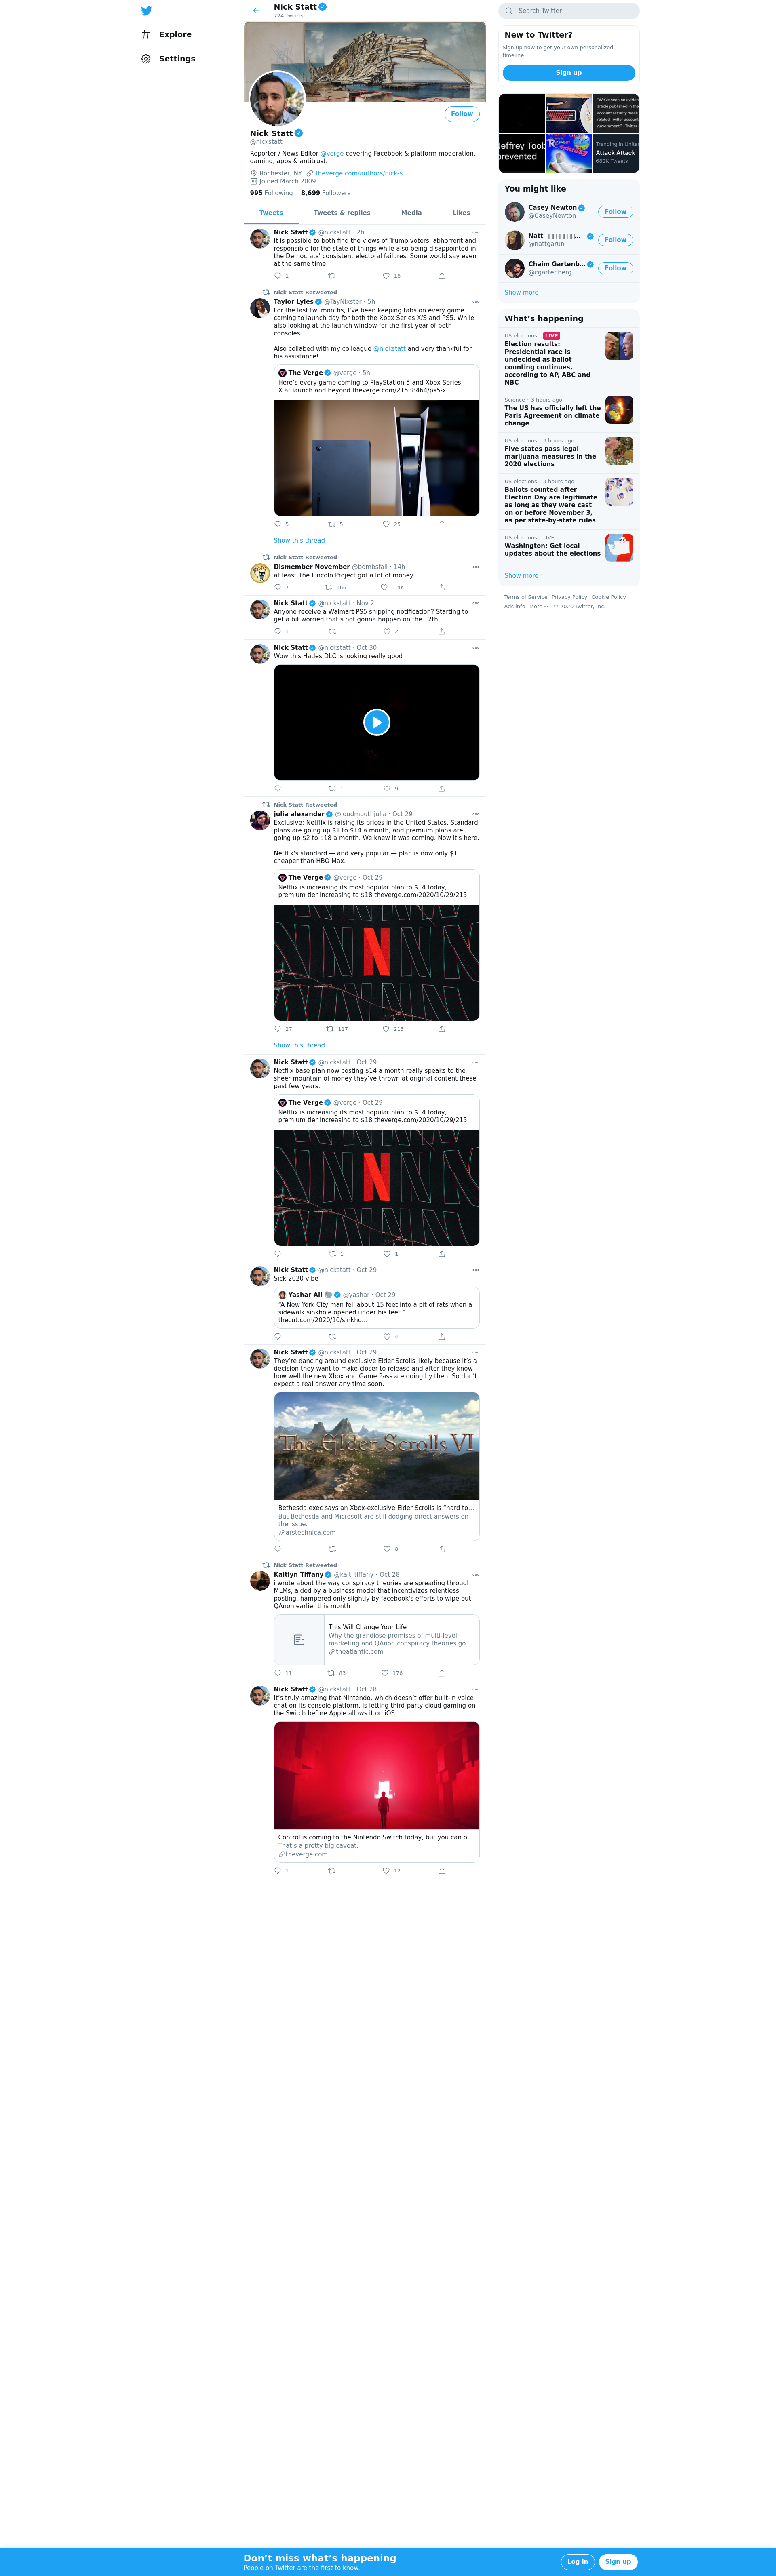 Explore
Settings
Nick Statt
724 Tweets
Follow
Nick Statt
@nickstatt
Reporter / News Editor @verge covering Facebook & platform moderation,
gaming, apps & antitrust.
Rochester, NY theverge.com/authors/nick-s…
Joined March 2009
995 Following 8,699 Followers
Tweets Tweets & replies Media Likes
Nick Statt @nickstatt · 2h
It is possible to both find the views of Trump voters abhorrent and
responsible for the state of things while also being disappointed in
the Democrats' consistent electoral failures. Some would say even
at the same time.
1 18
Nick Statt Retweeted
Taylor Lyles @TayNixster · 5h
For the last twl months, I've been keeping tabs on every game
coming to launch day for both the Xbox Series X/S and PS5. While
also looking at the launch window for the first year of both
consoles.
Also collabed with my colleague @nickstatt and very thankful for
his assistance!
The Verge @verge · 5h
Here's every game coming to PlayStation 5 and Xbox Series
X at launch and beyond theverge.com/21538464/ps5-x…
5 5 25
Show this thread
Nick Statt Retweeted
Dismember November @bombsfall · 14h
at least The Lincoln Project got a lot of money
7 166 1.4K
Nick Statt @nickstatt · Nov 2
Anyone receive a Walmart PS5 shipping notification? Starting to
get a bit worried that's not gonna happen on the 12th.
1 2
Nick Statt @nickstatt · Oct 30
Wow this Hades DLC is looking really good
1 9
Nick Statt Retweeted
julia alexander @loudmouthjulia · Oct 29
Exclusive: Netflix is raising its prices in the United States. Standard
plans are going up $1 to $14 a month, and premium plans are
going up $2 to $18 a month. We knew it was coming. Now it's here.
Netflix's standard — and very popular — plan is now only $1
cheaper than HBO Max.
The Verge @verge · Oct 29
Netflix is increasing its most popular plan to $14 today,
premium tier increasing to $18 theverge.com/2020/10/29/215…
27 117 213
Show this thread
Nick Statt @nickstatt · Oct 29
Netflix base plan now costing $14 a month really speaks to the
sheer mountain of money they've thrown at original content these
past few years.
The Verge @verge · Oct 29
Netflix is increasing its most popular plan to $14 today,
premium tier increasing to $18 theverge.com/2020/10/29/215…
1 1
Nick Statt @nickstatt · Oct 29
Sick 2020 vibe
Yashar Ali @yashar · Oct 29
"A New York City man fell about 15 feet into a pit of rats when a
sidewalk sinkhole opened under his feet."
thecut.com/2020/10/sinkho…
1 4
Nick Statt @nickstatt · Oct 29
They're dancing around exclusive Elder Scrolls likely because it's a
decision they want to make closer to release and after they know
how well the new Xbox and Game Pass are doing by then. So don't
expect a real answer any time soon.
The Elder Scrolls VI
Bethesda exec says an Xbox-exclusive Elder Scrolls is "hard to…
But Bethesda and Microsoft are still dodging direct answers on
the issue.
arstechnica.com
8
Nick Statt Retweeted
Kaitlyn Tiffany @kait_tiffany · Oct 28
i wrote about the way conspiracy theories are spreading through
MLMs, aided by a business model that incentivizes relentless
posting, hampered only slightly by facebook's efforts to wipe out
QAnon earlier this month
This Will Change Your Life
Why the grandiose promises of multi-level
marketing and QAnon conspiracy theories go …
theatlantic.com
11 83 176
Nick Statt @nickstatt · Oct 28
It's truly amazing that Nintendo, which doesn't offer built-in voice
chat on its console platform, is letting third-party cloud gaming on
the Switch before Apple allows it on iOS.
Control is coming to the Nintendo Switch today, but you can o…
That's a pretty big caveat.
theverge.com
1 12
Search Twitter
New to Twitter?
Sign up now to get your own personalized
timeline!
Sign up
"We've seen no eviden
article published in the
account security measu
related Twitter account
government" –Twitter
Jeffrey Toob
prevented
Trending in United
Attack Attack
682K Tweets
You might like
Casey Newton
@CaseyNewton
Follow
Natt
@nattgarun
Follow
Chaim Gartenb…
@cgartenberg
Follow
Show more
What's happening
US elections · LIVE
Election results:
Presidential race is
undecided as ballot
counting continues,
according to AP, ABC and
NBC
Science · 3 hours ago
The US has officially left the
Paris Agreement on climate
change
US elections · 3 hours ago
Five states pass legal
marijuana measures in the
2020 elections
US elections · 3 hours ago
Ballots counted after
Election Day are legitimate
as long as they were cast
on or before November 3,
as per state-by-state rules
US elections · LIVE
Washington: Get local
updates about the elections
Show more
Terms of Service Privacy Policy Cookie Policy
Ads info More © 2020 Twitter, Inc.
Don't miss what's happening
People on Twitter are the first to know.
Log in Sign up